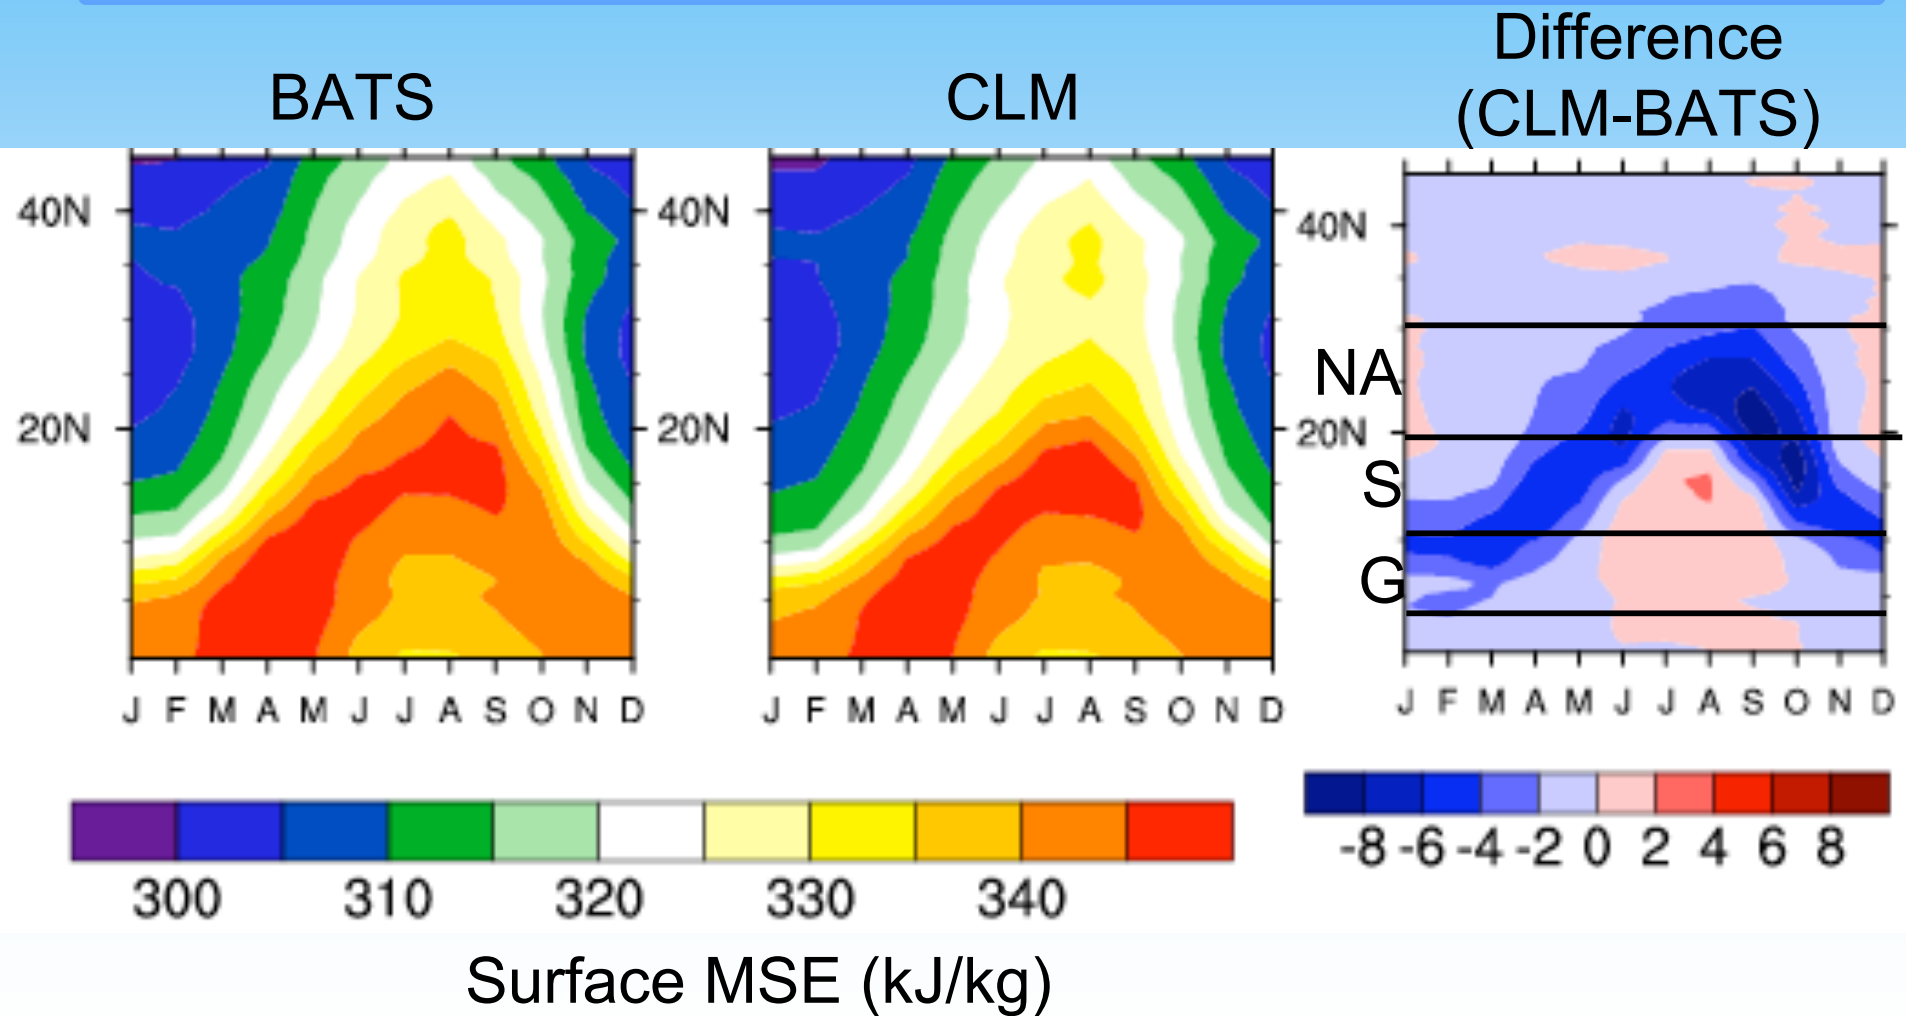 BATS
CLM
Difference
(CLM-BATS)
40N
20N
J F M A M J J A S O N D
40N
20N
J F M A M J J A S O N D
40N
NA
20N
S
G
J F M A M J J A S O N D
300 310 320 330 340
-8 -6 -4 -2 0 2 4 6 8
Surface MSE (kJ/kg)